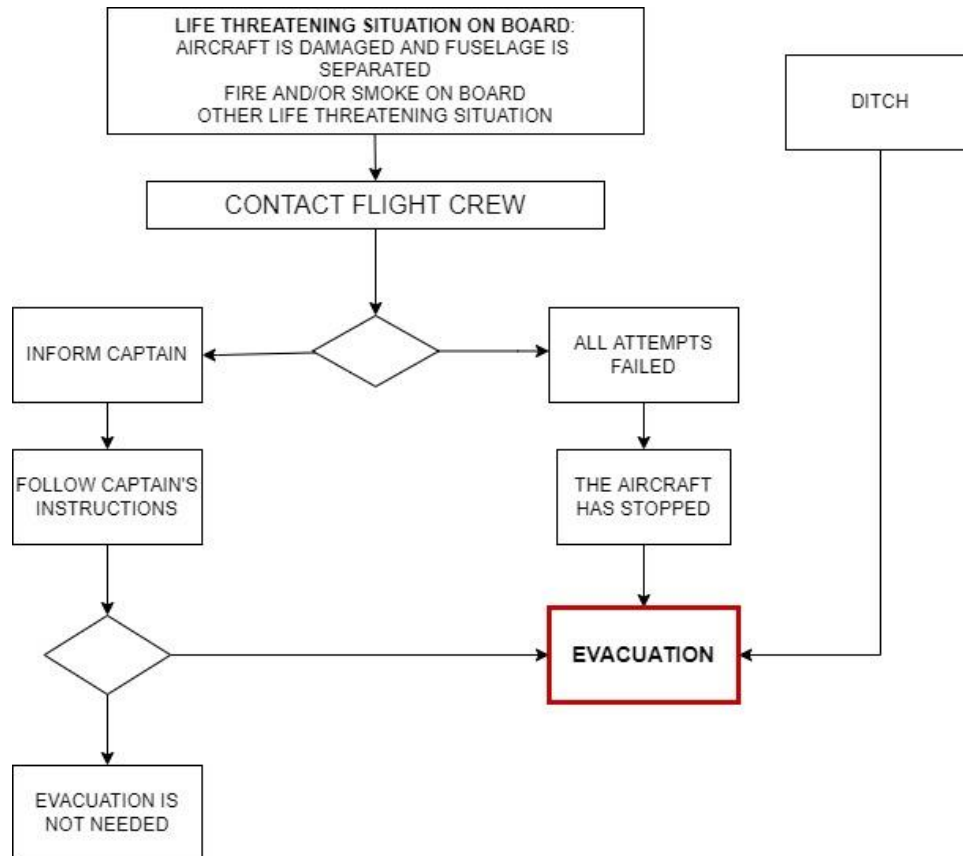 LIFE THREATENING SITUATION ON BOARD:
AIRCRAFT IS DAMAGED AND FUSELAGE IS
SEPARATED
FIRE AND/OR SMOKE ON BOARD
OTHER LIFE THREATENING SITUATION
DITCH
CONTACT FLIGHT CREW
INFORM CAPTAIN
ALL ATTEMPTS
FAILED
FOLLOW CAPTAIN'S
INSTRUCTIONS
THE AIRCRAFT
HAS STOPPED
EVACUATION
EVACUATION IS
NOT NEEDED